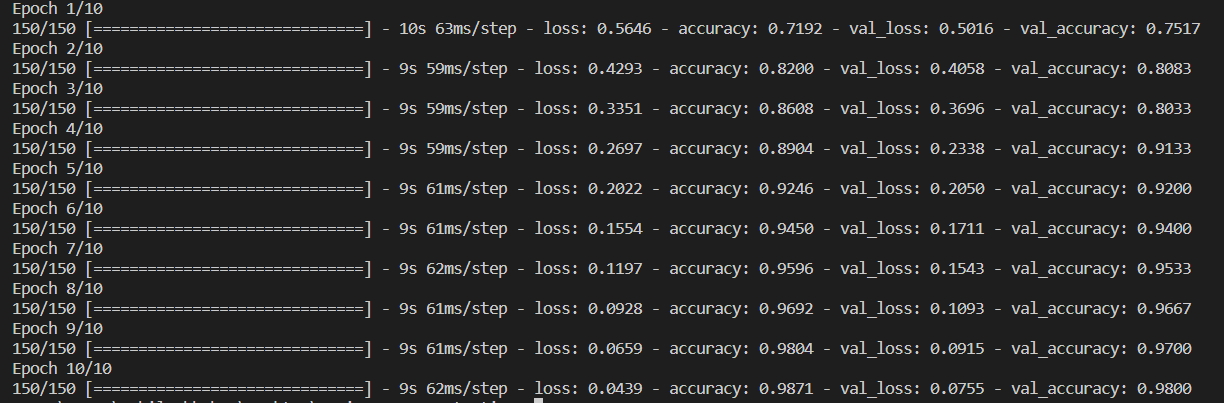 Epoch 1/10
150/150 [==============================] - 10s 63ms/step - loss: 0.5646 - accuracy: 0.7192 - val_loss: 0.5016 - val_accuracy: 0.7517
Epoch 2/10
150/150 [==============================] - 9s 59ms/step - loss: 0.4293 - accuracy: 0.8200 - val_loss: 0.4058 - val_accuracy: 0.8083
Epoch 3/10
150/150 [==============================] - 9s 59ms/step - loss: 0.3351 - accuracy: 0.8608 - val_loss: 0.3696 - val_accuracy: 0.8033
Epoch 4/10
150/150 [==============================] - 9s 59ms/step - loss: 0.2697 - accuracy: 0.8904 - val_loss: 0.2338 - val_accuracy: 0.9133
Epoch 5/10
150/150 [==============================] - 9s 61ms/step - loss: 0.2022 - accuracy: 0.9246 - val_loss: 0.2050 - val_accuracy: 0.9200
Epoch 6/10
150/150 [==============================] - 9s 61ms/step - loss: 0.1554 - accuracy: 0.9450 - val_loss: 0.1711 - val_accuracy: 0.9400
Epoch 7/10
150/150 [==============================] - 9s 62ms/step - loss: 0.1197 - accuracy: 0.9596 - val_loss: 0.1543 - val_accuracy: 0.9533
Epoch 8/10
150/150 [==============================] - 9s 61ms/step - loss: 0.0928 - accuracy: 0.9692 - val_loss: 0.1093 - val_accuracy: 0.9667
Epoch 9/10
150/150 [==============================] - 9s 61ms/step - loss: 0.0659 - accuracy: 0.9804 - val_loss: 0.0915 - val_accuracy: 0.9700
Epoch 10/10
150/150 [==============================] - 9s 62ms/step - loss: 0.0439 - accuracy: 0.9871 - val_loss: 0.0755 - val_accuracy: 0.9800